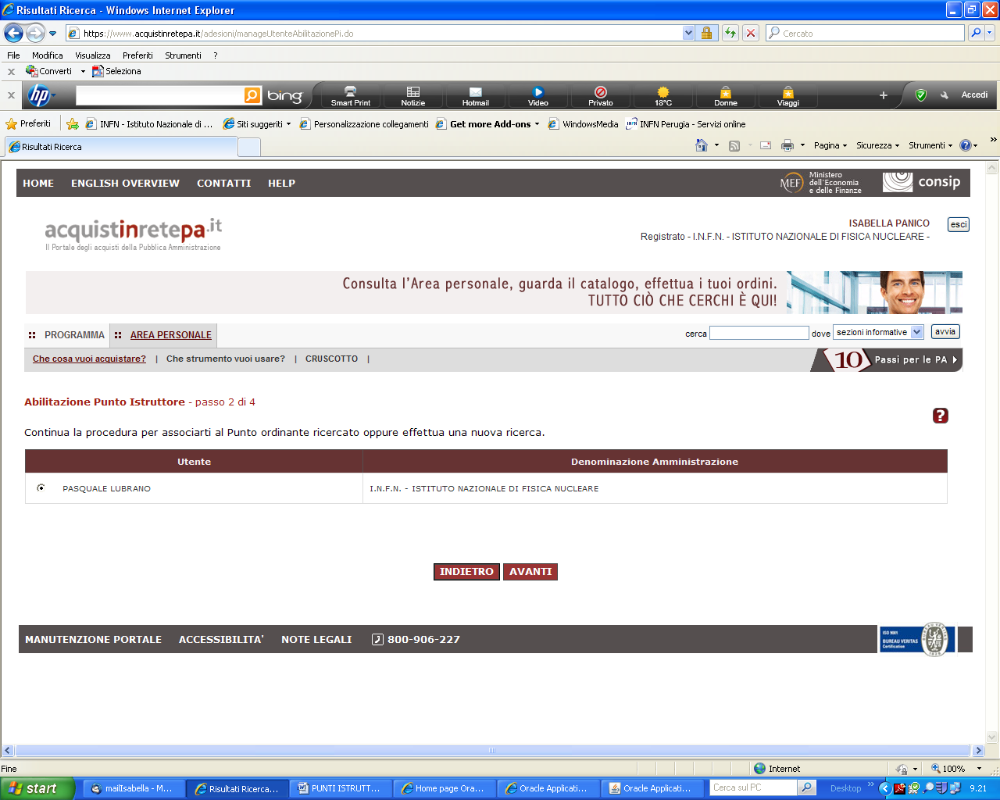 Risultati Ricerca - Windows Internet Explorer
https://www.acquistinretepa.it/adesioni/manageUtenteAbilitazionePi.do
Cercato
File Modifica Visualizza Preferiti Strumenti ?
x Converti Seleziona
x hp bing Smart Print Notizie Hotmail Video Privato 18°C Donne Viaggi + Accedi
Preferiti INFN - Istituto Nazionale di ... Siti suggeriti Personalizzazione collegamenti Get more Add-ons WindowsMedia INFN Perugia - Servizi online
Risultati Ricerca Pagina Sicurezza Strumenti »
HOME ENGLISH OVERVIEW CONTATTI HELP
MEF Ministero dell'Economia e delle Finanze consip
acquistinretepa.it
Il Portale degli acquisti della Pubblica Amministrazione
ISABELLA PANICO esci
Registrato - I.N.F.N. - ISTITUTO NAZIONALE DI FISICA NUCLEARE -
Consulta l'Area personale, guarda il catalogo, effettua i tuoi ordini.
TUTTO CIÒ CHE CERCHI È QUI!
PROGRAMMA AREA PERSONALE cerca dove sezioni informative avvia
Che cosa vuoi acquistare? | Che strumento vuoi usare? | CRUSCOTTO | 10 Passi per le PA
Abilitazione Punto Istruttore - passo 2 di 4
?
Continua la procedura per associarti al Punto ordinante ricercato oppure effettua una nuova ricerca.
Utente Denominazione Amministrazione
PASQUALE LUBRANO I.N.F.N. - ISTITUTO NAZIONALE DI FISICA NUCLEARE
INDIETRO AVANTI
MANUTENZIONE PORTALE ACCESSIBILITA' NOTE LEGALI 800-906-227
ISO 9001
BUREAU VERITAS
Certification
Fine Internet 100%
start mailIsabella - M... Risultati Ricerca... PUNTI ISTRUTT... Home page Ora... Oracle Applicati... Oracle Applicati... Cerca sul PC Desktop » 9.21